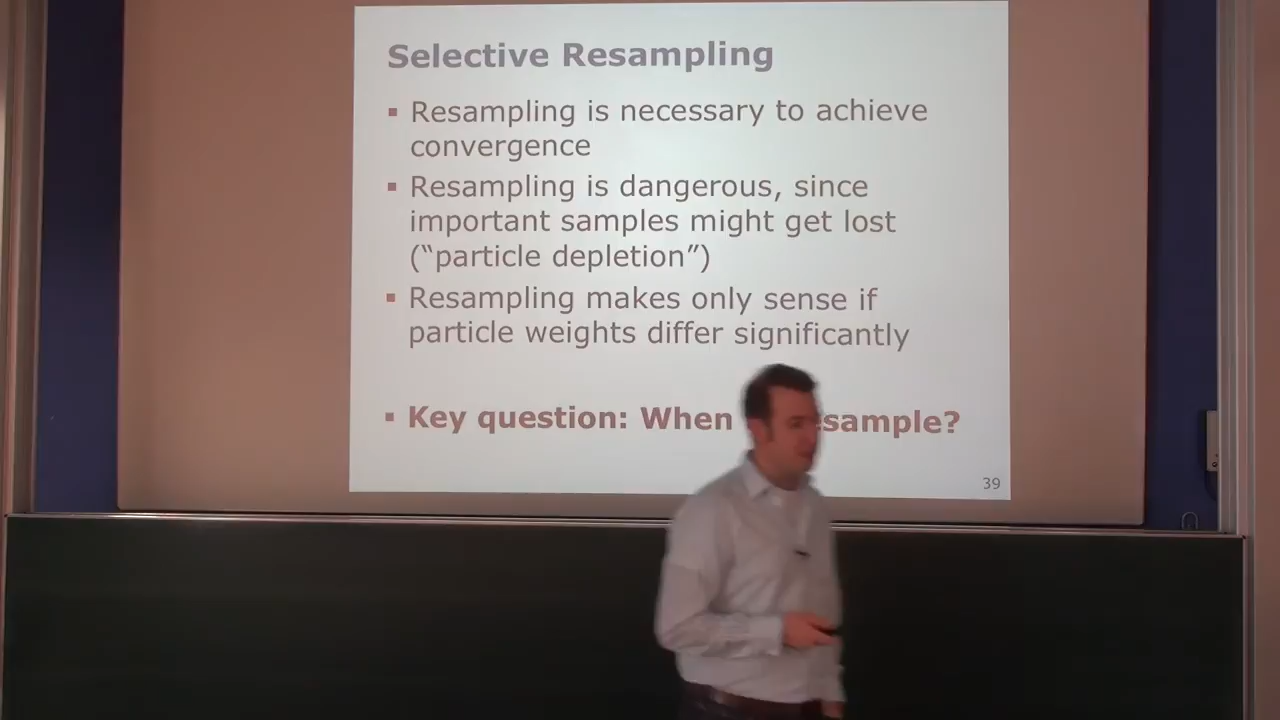 Selective Resampling
▪ Resampling is necessary to achieve
convergence
▪ Resampling is dangerous, since
important samples might get lost
(“particle depletion”)
▪ Resampling makes only sense if
particle weights differ significantly
▪ Key question: When esample?
39